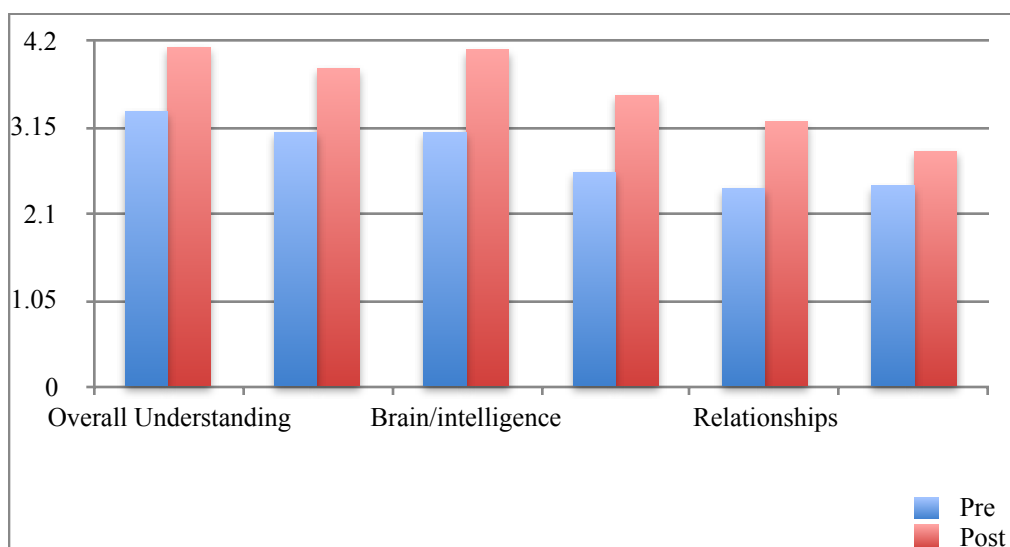 4.2
3.15
2.1
1.05
0
Overall Understanding Brain/intelligence Relationships
Pre
Post